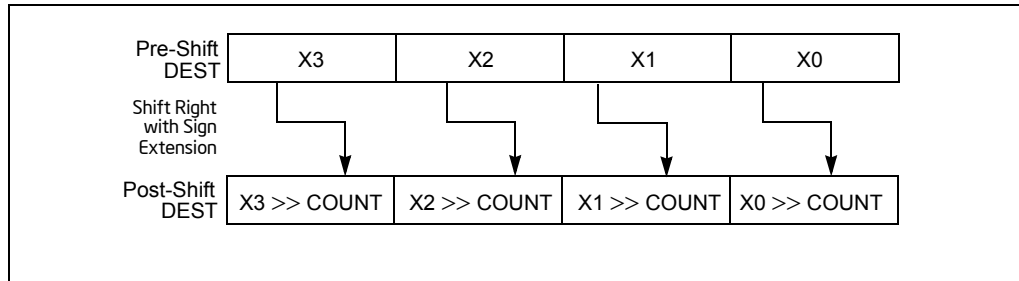 Pre-Shift
DEST
X3 X2 X1 X0
Shift Right
with Sign
Extension
Post-Shift
DEST
X3 >> COUNT X2 >> COUNT X1 >> COUNT X0 >> COUNT